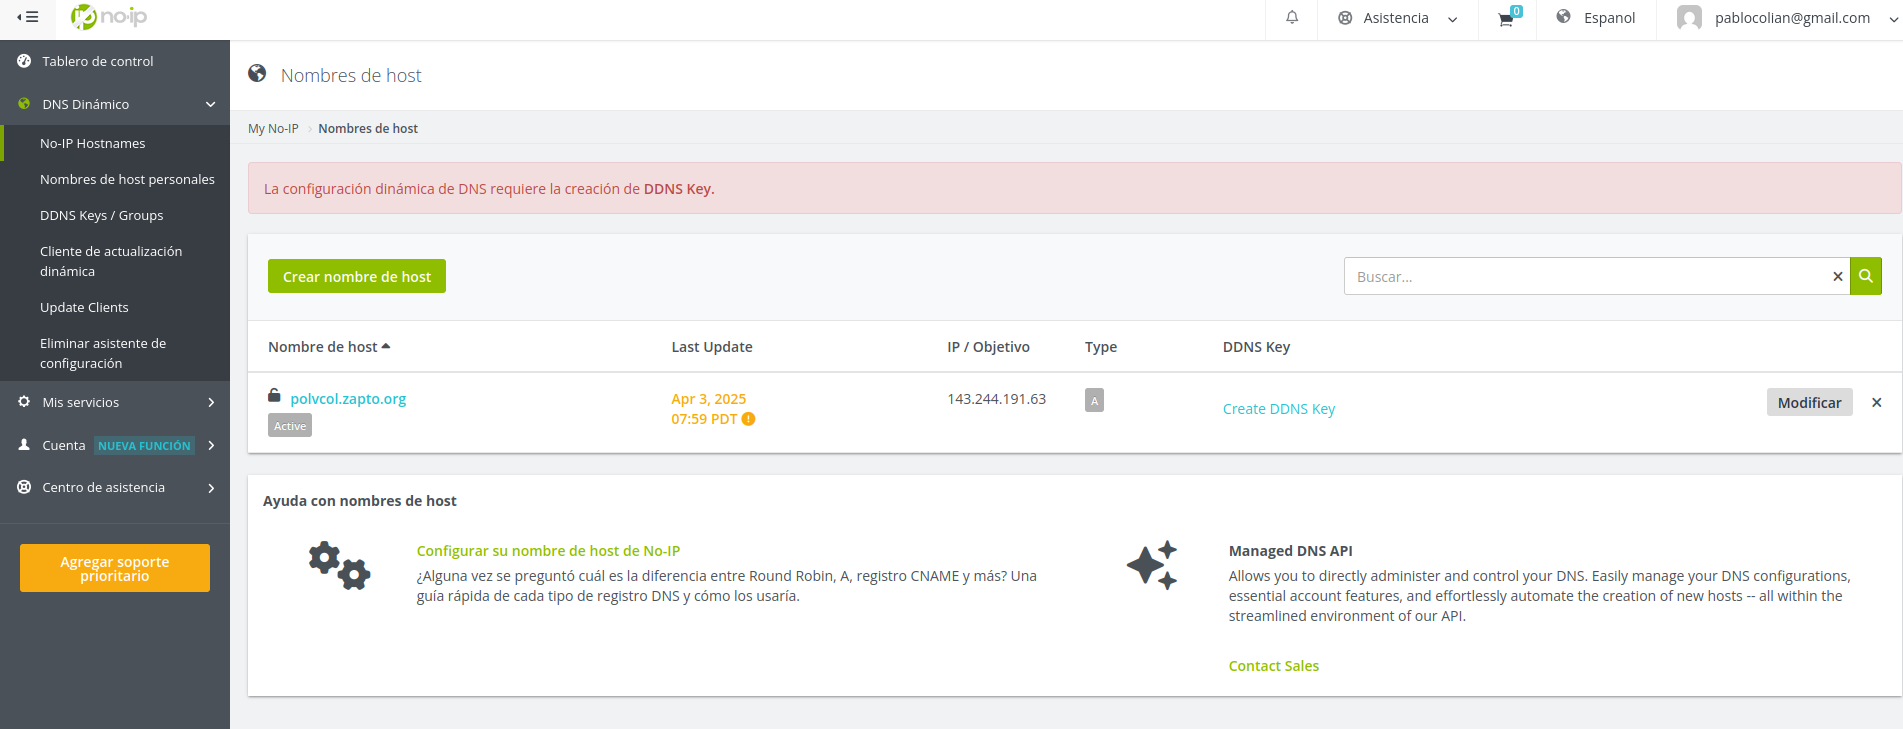 no-ip
Asistencia
0
Espanol
pablocolian@gmail.com
Tablero de control
DNS Dinámico
No-IP Hostnames
Nombres de host personales
DDNS Keys / Groups
Cliente de actualización
dinámica
Update Clients
Eliminar asistente de
configuración
Mis servicios
Cuenta NUEVA FUNCIÓN
Centro de asistencia
Agregar soporte
prioritario
Nombres de host
My No-IP Nombres de host
La configuración dinámica de DNS requiere la creación de DDNS Key.
Crear nombre de host
Buscar...
Nombre de host Last Update IP / Objetivo Type DDNS Key
polvcol.zapto.org
Active
Apr 3, 2025
07:59 PDT
143.244.191.63
A
Create DDNS Key
Modificar
Ayuda con nombres de host
Configurar su nombre de host de No-IP
¿Alguna vez se preguntó cuál es la diferencia entre Round Robin, A, registro CNAME y más? Una
guía rápida de cada tipo de registro DNS y cómo los usaría.
Managed DNS API
Allows you to directly administer and control your DNS. Easily manage your DNS configurations,
essential account features, and effortlessly automate the creation of new hosts -- all within the
streamlined environment of our API.
Contact Sales